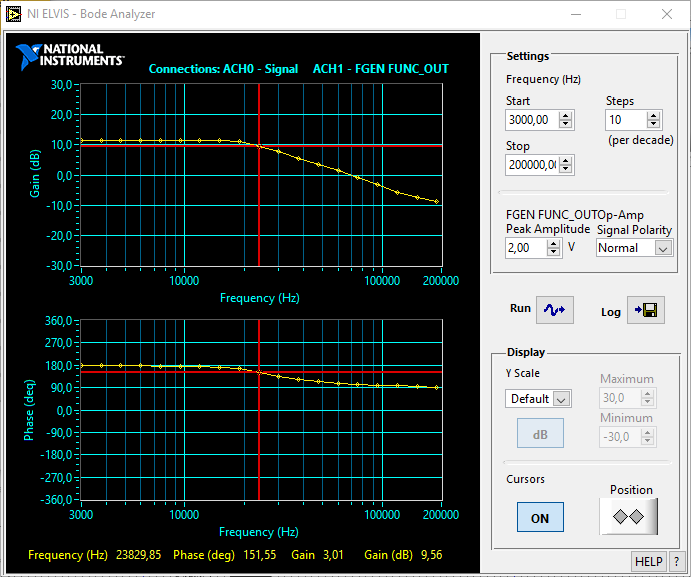 NI ELVIS - Bode Analyzer
NATIONAL
INSTRUMENTS™
Connections: ACH0 - Signal ACH1 - FGEN FUNC_OUT
Gain (dB)
30,0
20,0
10,0
0,0
-10,0
-20,0
-30,0
3000 10000 100000 200000
Frequency (Hz)
Phase (deg)
360,0
270,0
180,0
90,0
0,0
-90,0
-180,0
-270,0
-360,0
3000 10000 100000 200000
Frequency (Hz)
Frequency (Hz) 23829,85 Phase (deg) 151,55 Gain 3,01 Gain (dB) 9,56
Settings
Frequency (Hz)
Start Steps
3000,00 10
(per decade)
Stop
200000,0
FGEN FUNC_OUT Op-Amp
Peak Amplitude Signal Polarity
2,00 V Normal
Run Log
Display
Y Scale Maximum
Default 30,0
Minimum
dB -30,0
Cursors
Position
ON
HELP ?